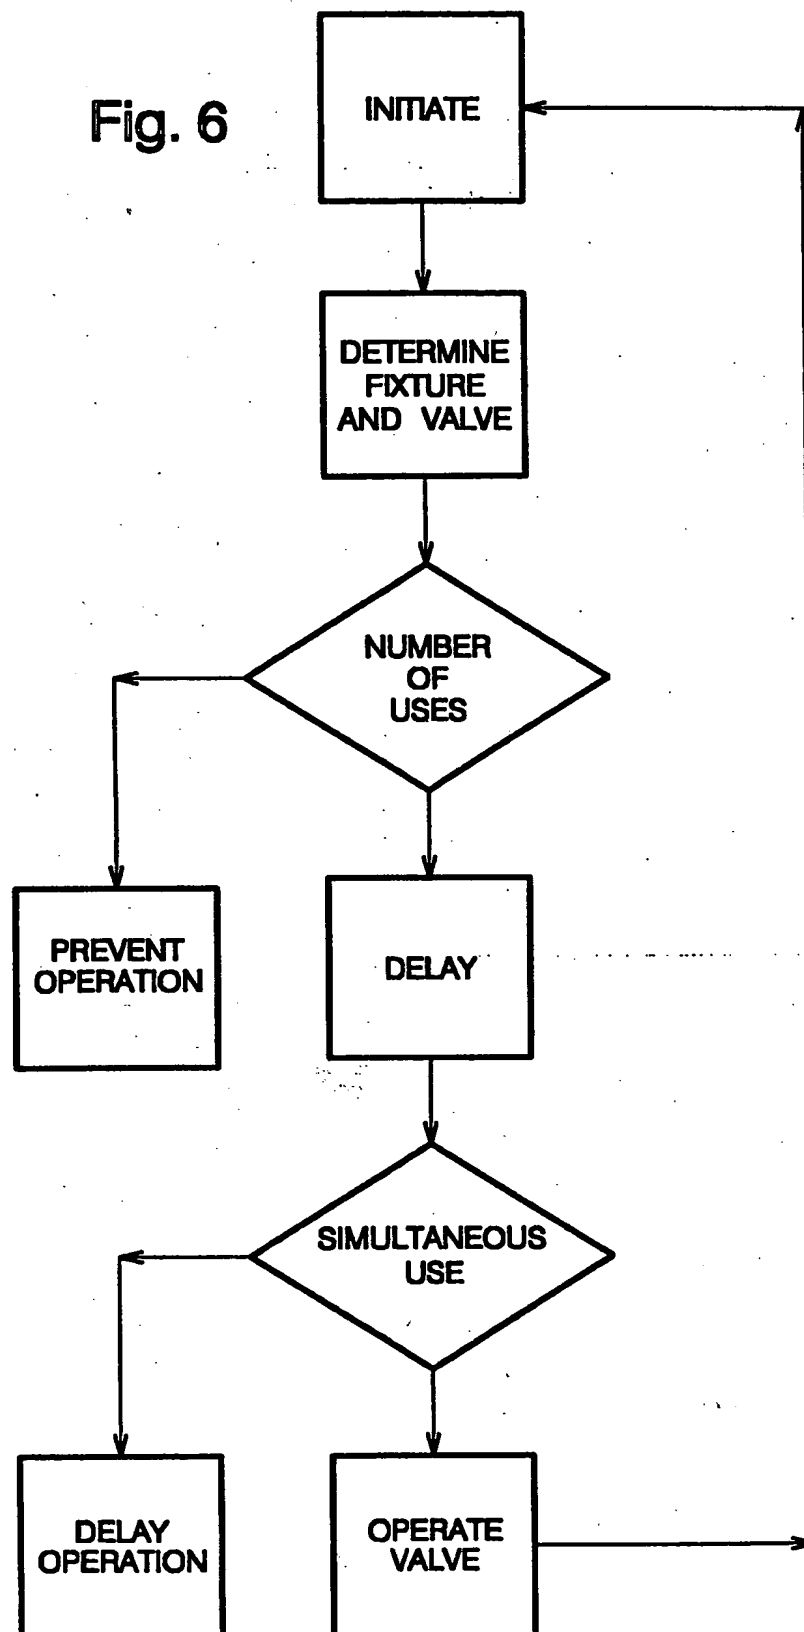 Fig. 6
INITIATE
DETERMINE
FIXTURE
AND VALVE
NUMBER
OF
USES
PREVENT
OPERATION
DELAY
SIMULTANEOUS
USE
DELAY
OPERATION
OPERATE
VALVE